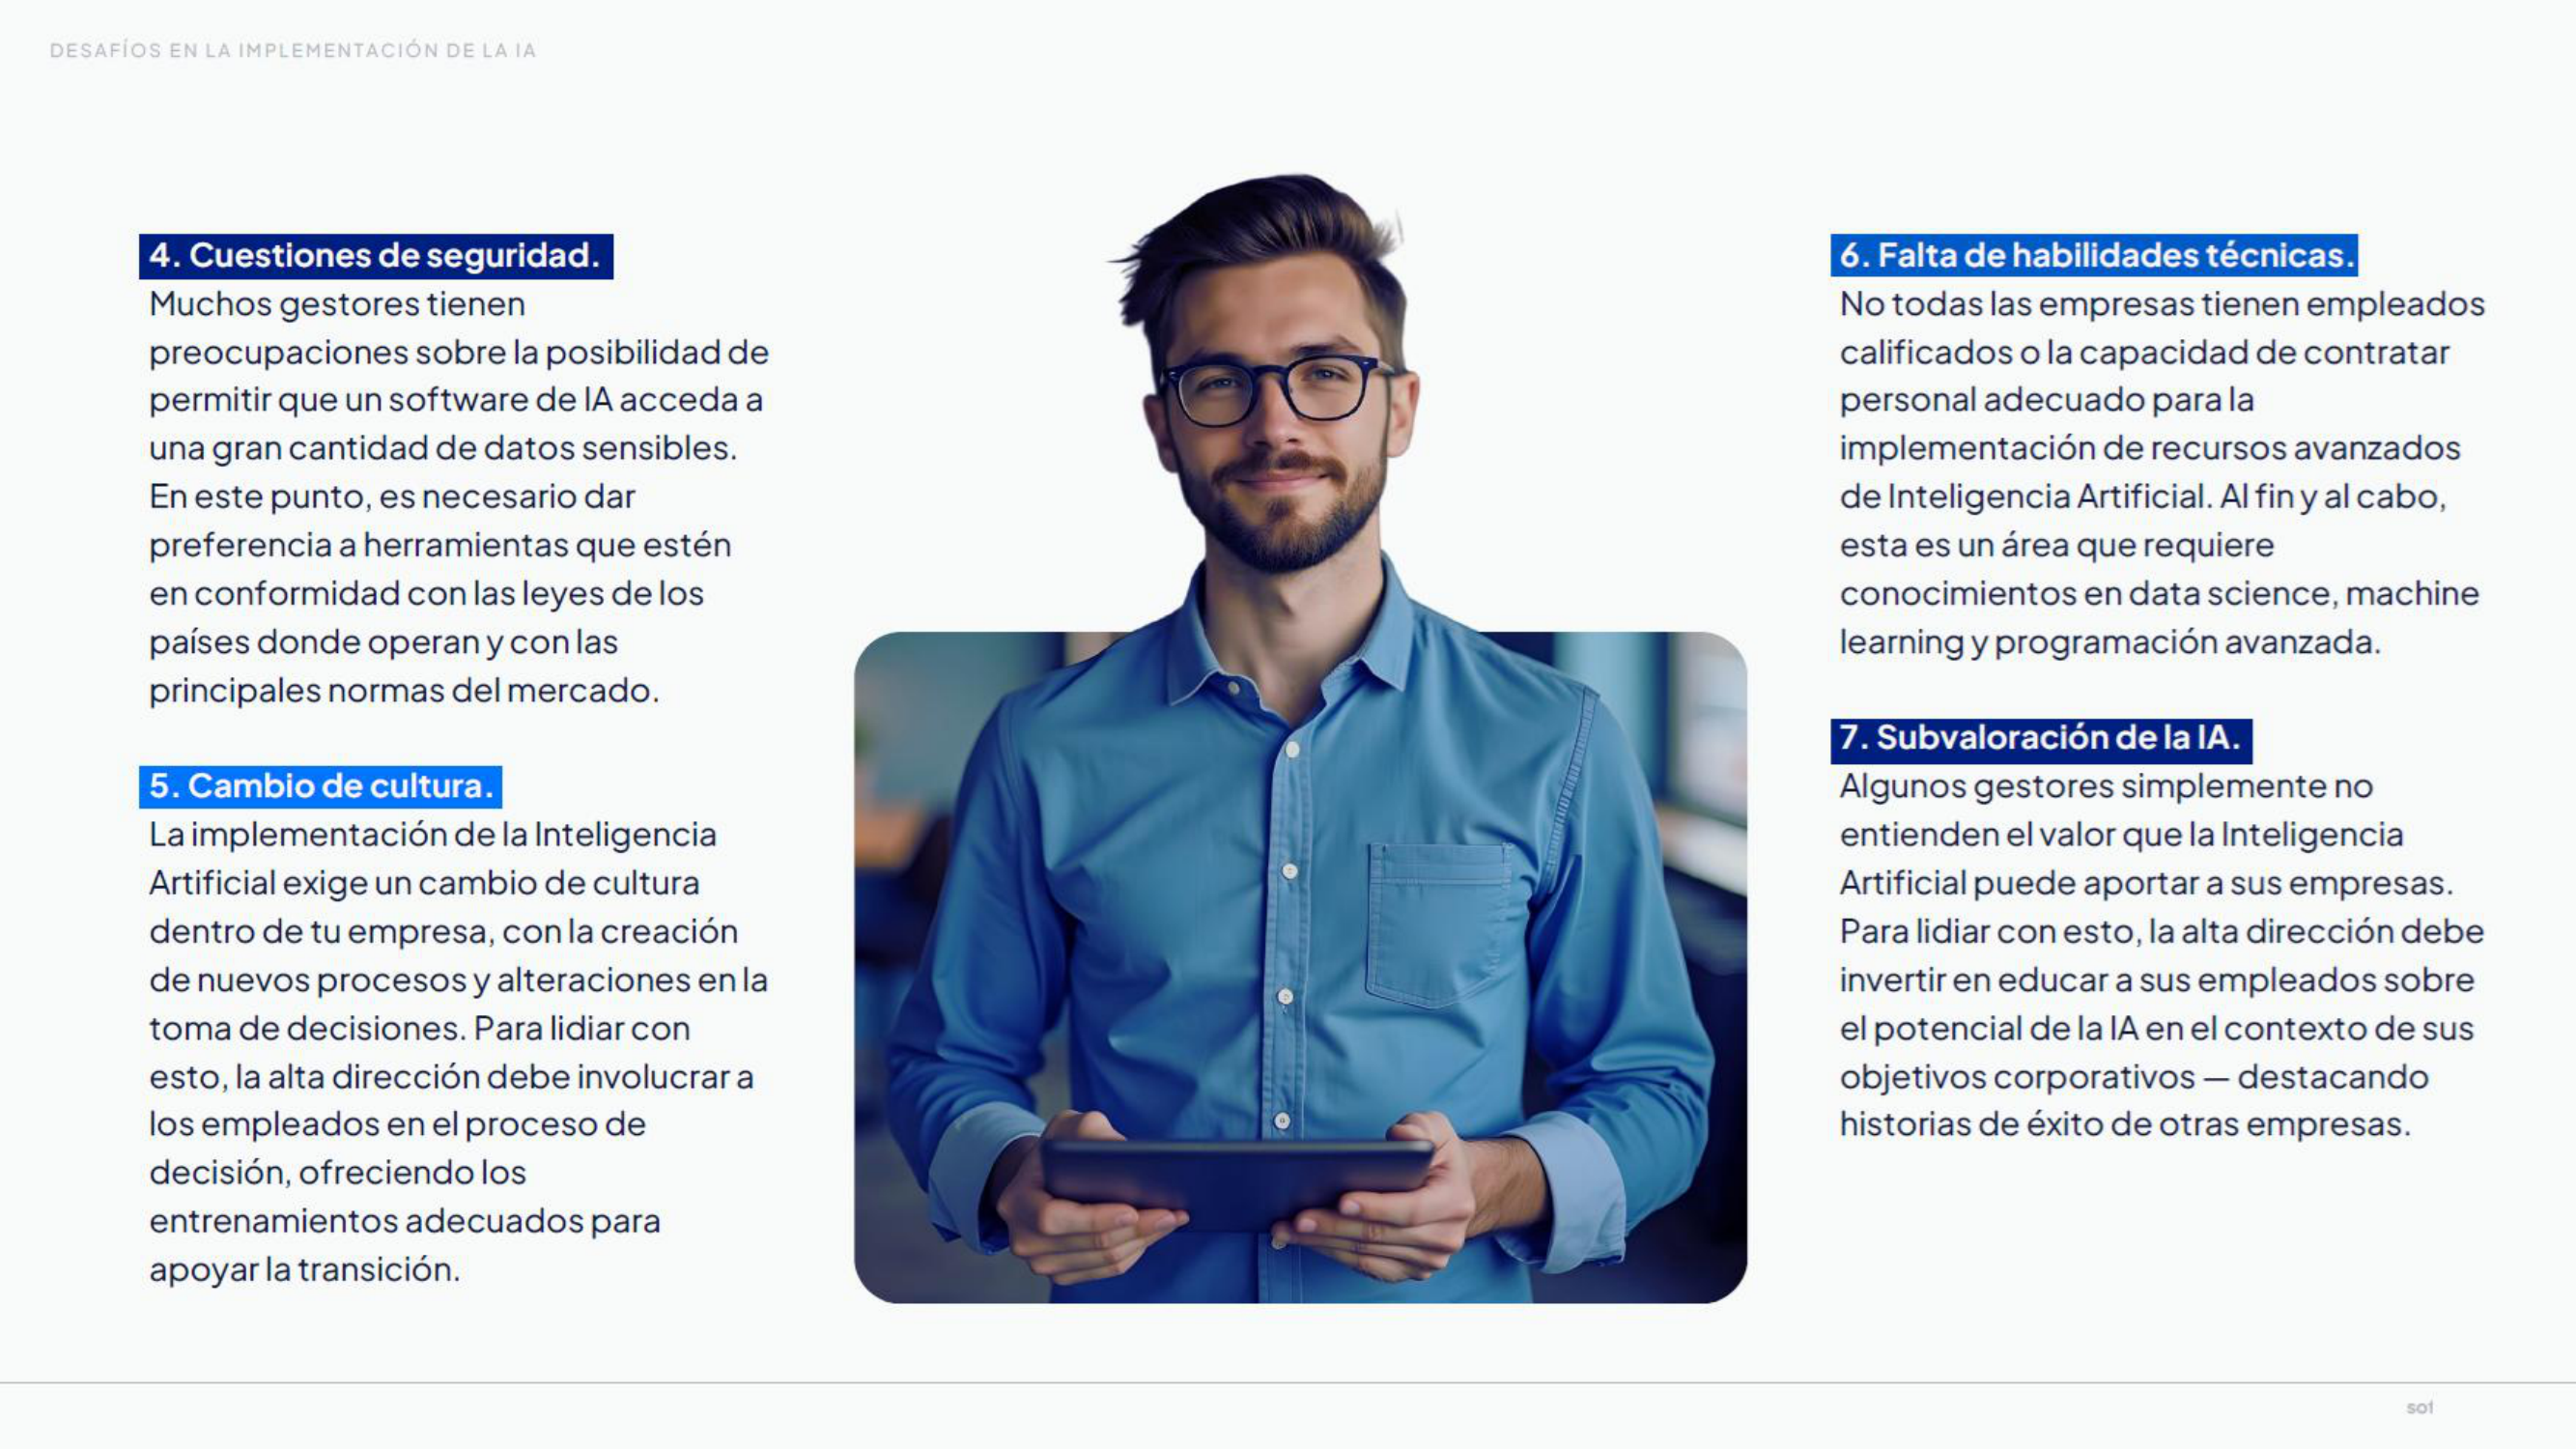 DESAFÍOS EN LA IMPLEMENTACIÓN DE LA IA
4. Cuestiones de seguridad.
Muchos gestores tienen
preocupaciones sobre la posibilidad de
permitir que un software de IA acceda a
una gran cantidad de datos sensibles.
En este punto, es necesario dar
preferencia a herramientas que estén
en conformidad con las leyes de los
países donde operan y con las
principales normas del mercado.
5. Cambio de cultura.
La implementación de la Inteligencia
Artificial exige un cambio de cultura
dentro de tu empresa, con la creación
de nuevos procesos y alteraciones en la
toma de decisiones. Para lidiar con
esto, la alta dirección debe involucrar a
los empleados en el proceso de
decisión, ofreciendo los
entrenamientos adecuados para
apoyar la transición.
6. Falta de habilidades técnicas.
No todas las empresas tienen empleados
calificados o la capacidad de contratar
personal adecuado para la
implementación de recursos avanzados
de Inteligencia Artificial. Al fin y al cabo,
esta es un área que requiere
conocimientos en data science, machine
learning y programación avanzada.
7. Subvaloración de la IA.
Algunos gestores simplemente no
entienden el valor que la Inteligencia
Artificial puede aportar a sus empresas.
Para lidiar con esto, la alta dirección debe
invertir en educar a sus empleados sobre
el potencial de la IA en el contexto de sus
objetivos corporativos — destacando
historias de éxito de otras empresas.